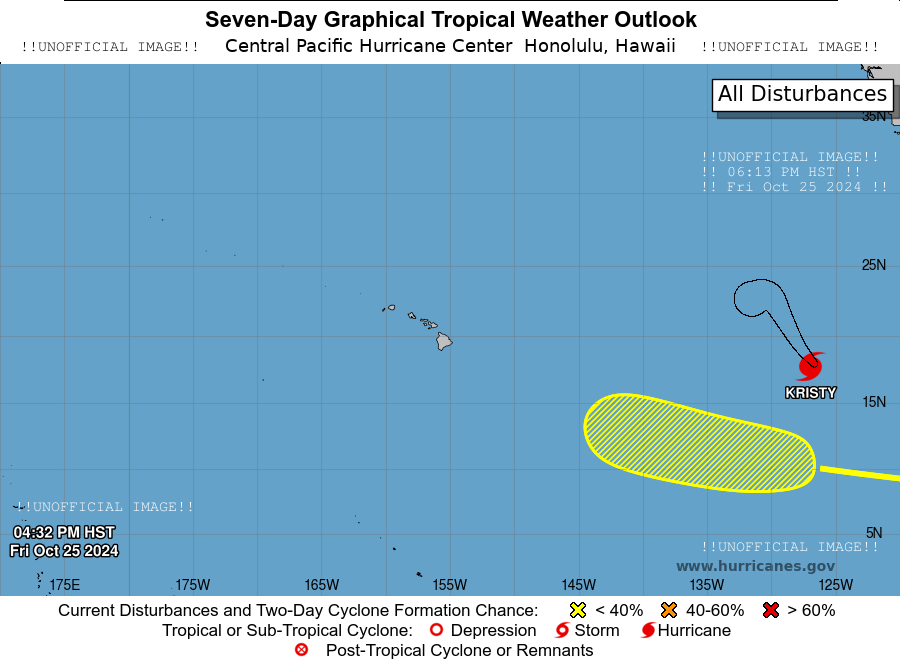 Seven-Day Graphical Tropical Weather Outlook
!!UNOFFICIAL IMAGE!! Central Pacific Hurricane Center Honolulu, Hawaii !!UNOFFICIAL IMAGE!!
All Disturbances
35N
!!UNOFFICIAL IMAGE!!
!! 06:13 PM HST !!
!! Fri Oct 25 2024 !!
25N
KRISTY
15N
!!UNOFFICIAL IMAGE!!
04:32 PM HST
Fri Oct 25 2024
5N
!!UNOFFICIAL IMAGE!!
www.hurricanes.gov
175E 175W 165W 155W 145W 135W 125W
Current Disturbances and Two-Day Cyclone Formation Chance: < 40% 40-60% > 60%
Tropical or Sub-Tropical Cyclone: Depression Storm Hurricane
Post-Tropical Cyclone or Remnants